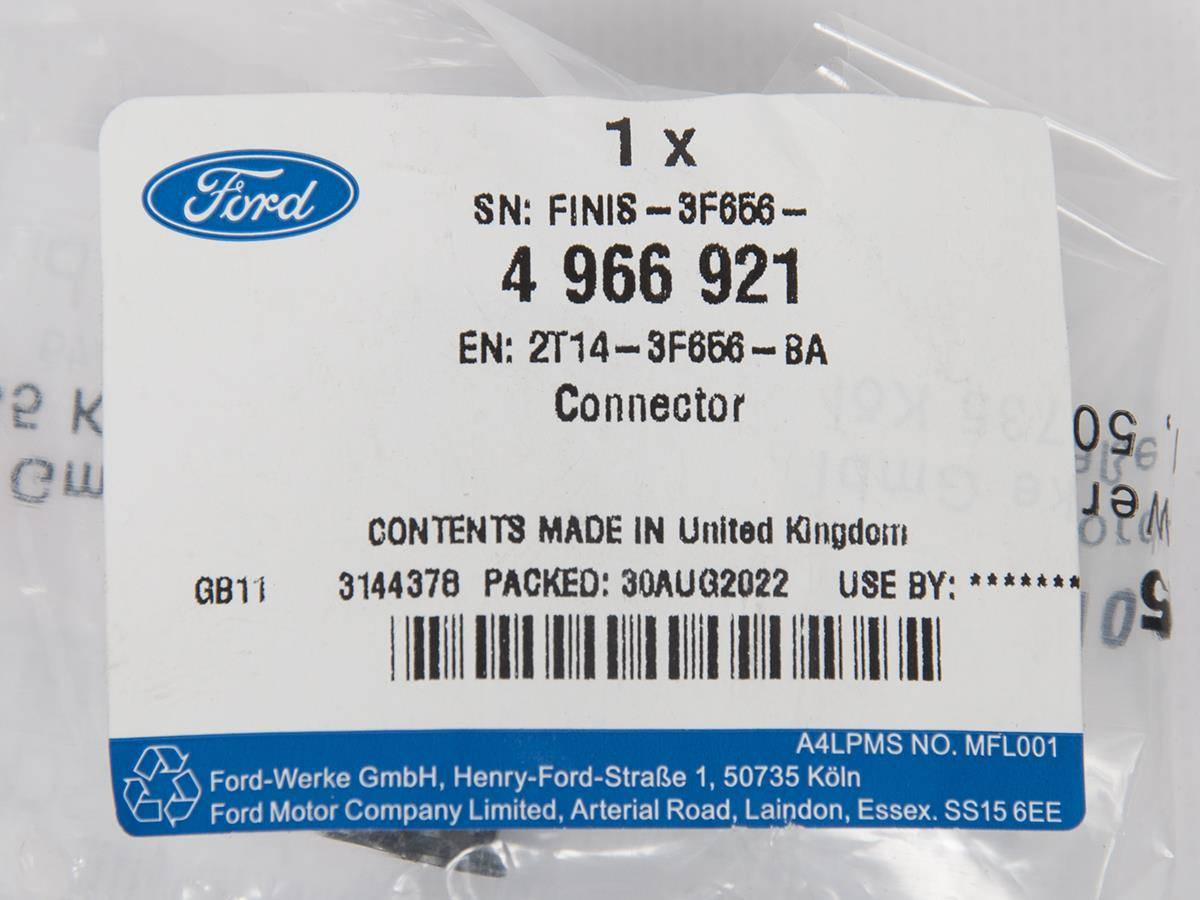 Ford
1 x
SN: FINIS-3F656-
4 966 921
EN: 2T14-3F656-BA
Connector
CONTENTS MADE IN United Kingdom
GB11 3144378 PACKED: 30AUG2022 USE BY: *******
A4LPMS NO. MFL001
Ford-Werke GmbH, Henry-Ford-Straße 1, 50735 Köln
Ford Motor Company Limited, Arterial Road, Laindon, Essex. SS15 6EE